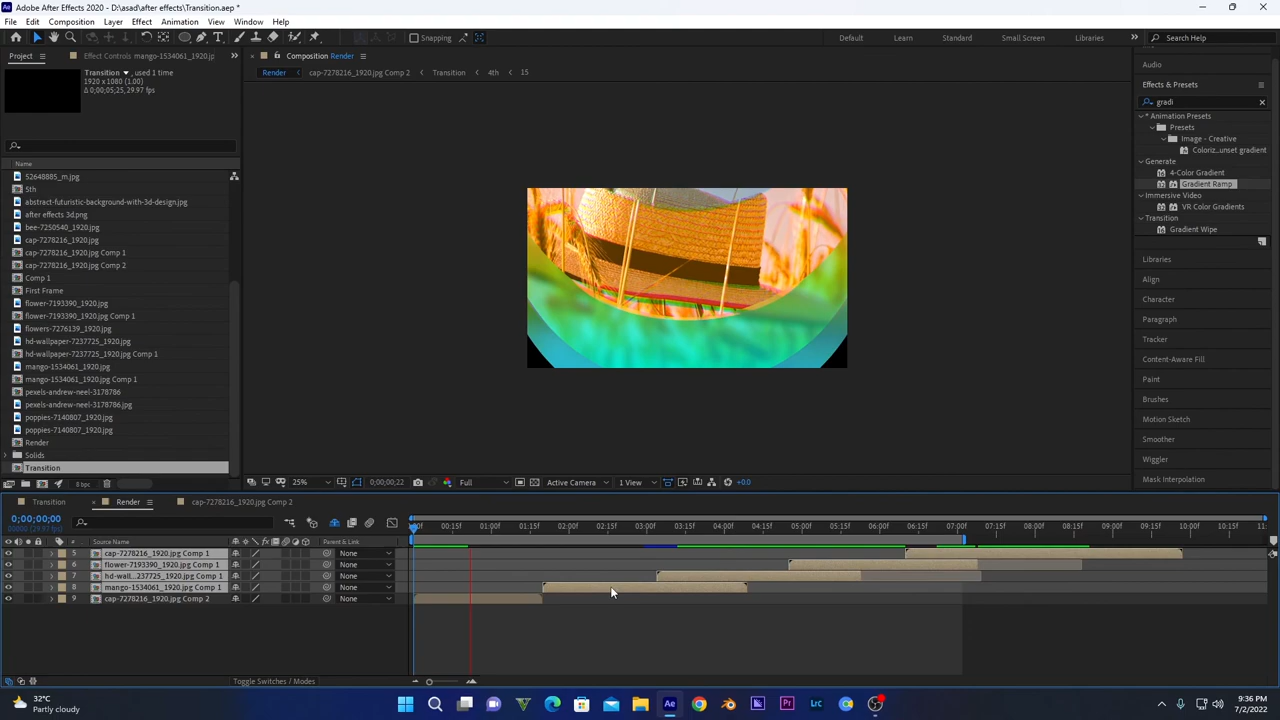 Adobe After Effects 2020 - D:\asad\after effects\Transition.aep *
File Edit Composition Layer Effect Animation View Window Help
Snapping Default Learn Standard Small Screen Libraries Search Help
Project Effect Controls mango-1534061_1920.jp
Composition Render
Audio
Transition , used 1 time
1920 x 1080 (1.00)
Δ 0;00;05;25, 29.97 fps
Render cap-7278216_1920.jpg Comp 2 Transition 4th 15
Effects & Presets
gradi
* Animation Presets
Presets
Image - Creative
Coloriz...unset gradient
Generate
4-Color Gradient
Gradient Ramp
Immersive Video
VR Color Gradients
Transition
Gradient Wipe
Libraries
Align
Character
Paragraph
Tracker
Content-Aware Fill
Paint
Brushes
Motion Sketch
Smoother
Wiggler
Mask Interpolation
Name
52648885_m.jpg
5th
abstract-futuristic-background-with-3d-design.jpg
after effects 3d.png
bee-7250540_1920.jpg
cap-7278216_1920.jpg
cap-7278216_1920.jpg Comp 1
cap-7278216_1920.jpg Comp 2
Comp 1
First Frame
flower-7193390_1920.jpg
flower-7193390_1920.jpg Comp 1
flowers-7276139_1920.jpg
hd-wallpaper-7237725_1920.jpg
hd-wallpaper-7237725_1920.jpg Comp 1
mango-1534061_1920.jpg
mango-1534061_1920.jpg Comp 1
pexels-andrew-neel-3178786
pexels-andrew-neel-3178786.jpg
poppies-7140807_1920.jpg
poppies-7140807_1920.jpg
Render
Solids
Transition
8 bpc
25% 0;00;00;22 Full Active Camera 1 View +0.0
Transition Render cap-7278216_1920.jpg Comp 2
0;00;00;00
00000 (29.97 fps)
:00f 00:15f 01:00f 01:15f 02:00f 02:15f 03:00f 03:15f 04:00f 04:15f 05:00f 05:15f 06:00f 06:15f 07:00f 07:15f 08:00f 08:15f 09:00f 09:15f 10:00f 10:15f 11:0
# Source Name Parent & Link
5 cap-7278216_1920.jpg Comp 1 None
6 flower-7193390_1920.jpg Comp 1 None
7 hd-wall...237725_1920.jpg Comp 1 None
8 mango-1534061_1920.jpg Comp 1 None
9 cap-7278216_1920.jpg Comp 2 None
Toggle Switches / Modes
32°C
Partly cloudy
Ae Pr Lrc
9:36 PM
7/2/2022